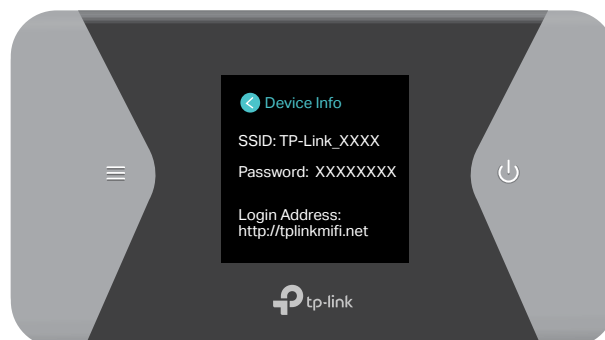 Device Info
SSID: TP-Link_XXXX
Password: XXXXXXXX
Login Address:
http://tplinkmifi.net
tp-link